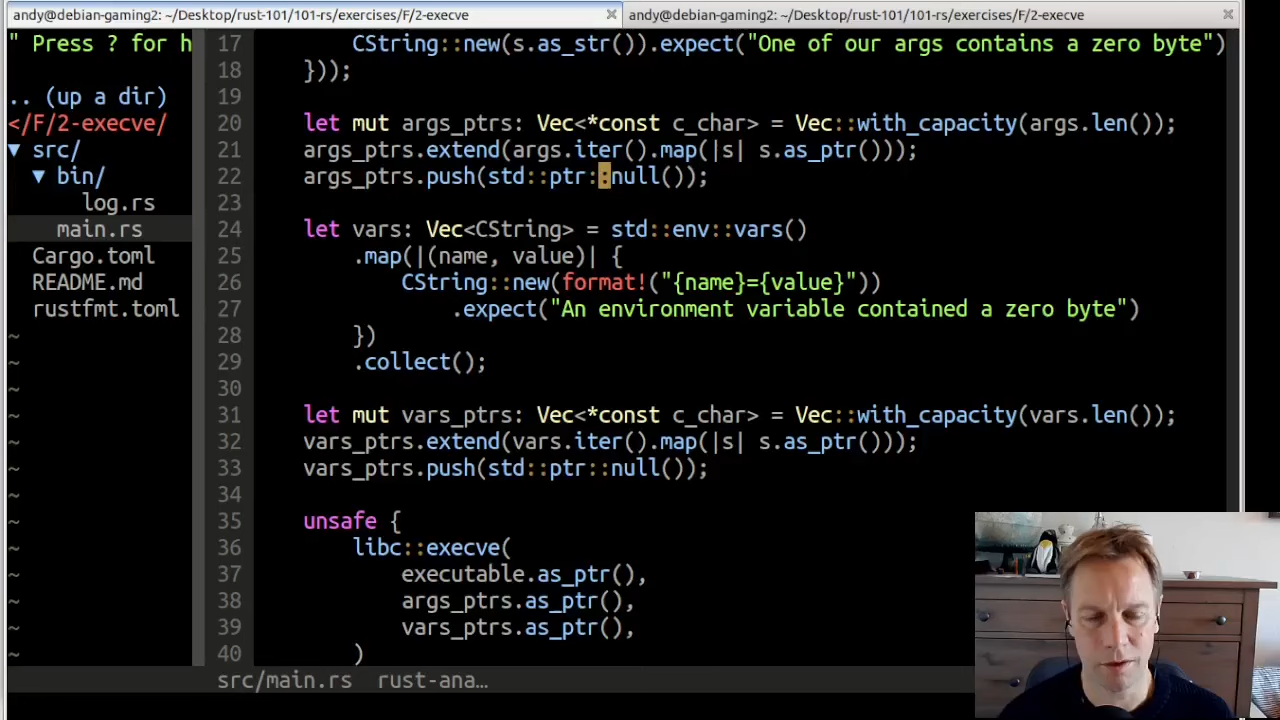 andy@debian-gaming2: ~/Desktop/rust-101/101-rs/exercises/F/2-execve
andy@debian-gaming2: ~/Desktop/rust-101/101-rs/exercises/F/2-execve
" Press ? for h
.. (up a dir)
</F/2-execve/
▼ src/
▼ bin/
log.rs
main.rs
Cargo.toml
README.md
rustfmt.toml
~
~
~
~
~
~
~
~
~
~
~
~
~
17 CString::new(s.as_str()).expect("One of our args contains a zero byte")
18 }));
19
20 let mut args_ptrs: Vec<*const c_char> = Vec::with_capacity(args.len());
21 args_ptrs.extend(args.iter().map(|s| s.as_ptr()));
22 args_ptrs.push(std::ptr::null());
23
24 let vars: Vec<CString> = std::env::vars()
25 .map(|(name, value)| {
26 CString::new(format!("{name}={value}"))
27 .expect("An environment variable contained a zero byte")
28 })
29 .collect();
30
31 let mut vars_ptrs: Vec<*const c_char> = Vec::with_capacity(vars.len());
32 vars_ptrs.extend(vars.iter().map(|s| s.as_ptr()));
33 vars_ptrs.push(std::ptr::null());
34
35 unsafe {
36 libc::execve(
37 executable.as_ptr(),
38 args_ptrs.as_ptr(),
39 vars_ptrs.as_ptr(),
40 )
src/main.rs rust-ana…